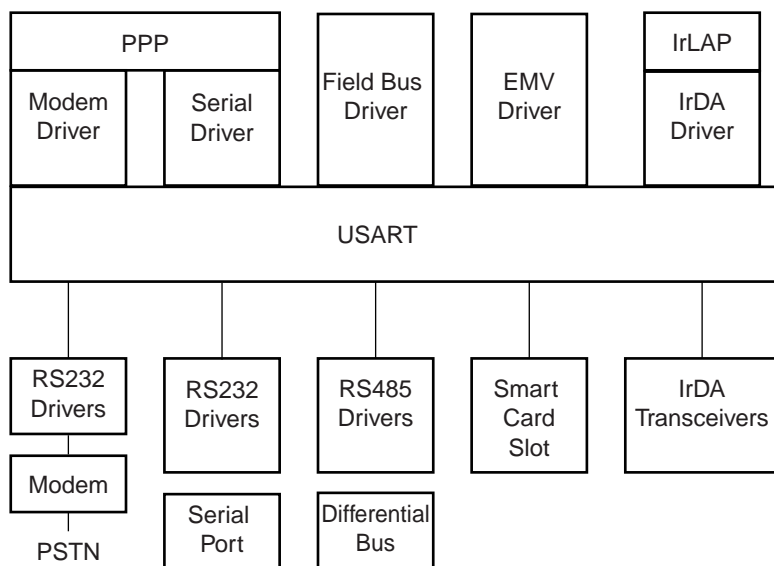 PPP
IrLAP
Modem
Driver
Serial
Driver
Field Bus
Driver
EMV
Driver
IrDA
Driver
USART
RS232
Drivers
RS232
Drivers
RS485
Drivers
Smart
Card
Slot
IrDA
Transceivers
Modem
Serial
Port
Differential
Bus
PSTN